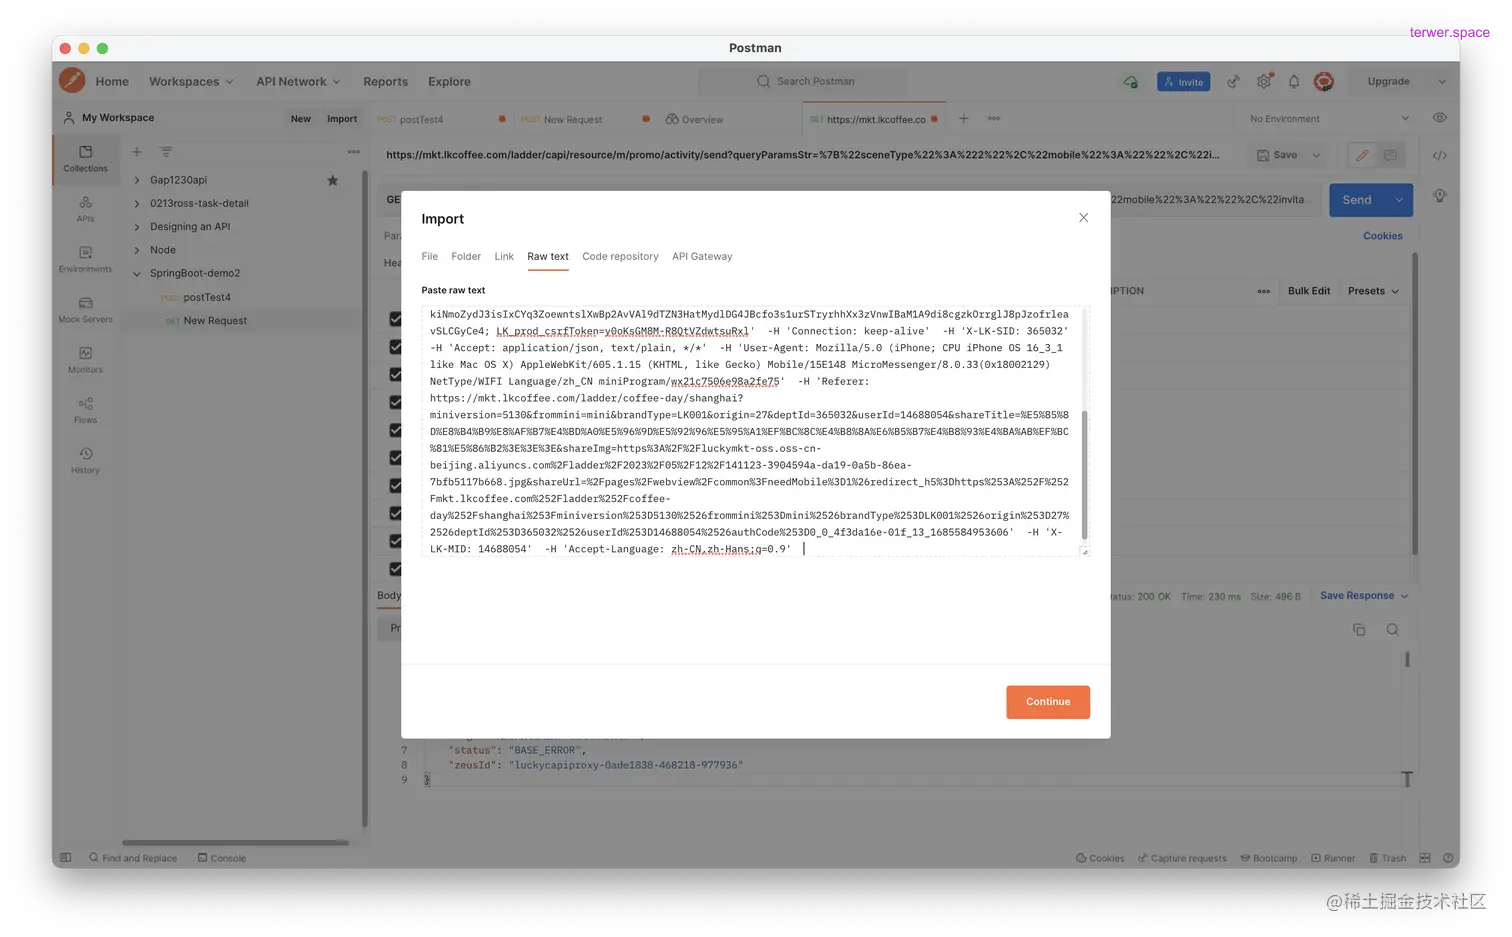 terwer.space
Postman
Home Workspaces API Network Reports Explore Search Postman Invite Upgrade
My Workspace New Import POST postTest4 POST New Request Overview GET https://mkt.lkcoffee.co No Environment
https://mkt.lkcoffee.com/ladder/capi/resource/m/promo/activity/send?queryParamsStr=%7B%22sceneType%22%3A%222%22%2C%22mobile%22%3A%22%22%2C%22i... Save
Collections
Gap1230api
0213ross-task-detail
GE 22mobile%22%3A%22%22%2C%22invita... Send
APIs
Designing an API
Para Cookies
Node
Hea
Environments
SpringBoot-demo2
IPTION Bulk Edit Presets
POST postTest4
Mock Servers
GET New Request
Monitors
Flows
History
Import
File Folder Link Raw text Code repository API Gateway
Paste raw text
kiNmoZydJ3isIxCYq3ZoewntslXwBp2AvVAl9dTZN3HatMydlDG4JBcfo3s1urSTryrhhXx3zVnwIBaM1A9di8cgzkOrrglJ8pJzofrlea
vSLCGyCe4; LK_prod_csrfToken=y0oKsGM8M-R8QtVZdwtsuRxl' -H 'Connection: keep-alive' -H 'X-LK-SID: 365032'
-H 'Accept: application/json, text/plain, */*' -H 'User-Agent: Mozilla/5.0 (iPhone; CPU iPhone OS 16_3_1
like Mac OS X) AppleWebKit/605.1.15 (KHTML, like Gecko) Mobile/15E148 MicroMessenger/8.0.33(0x18002129)
NetType/WIFI Language/zh_CN miniProgram/wx21c7506e98a2fe75' -H 'Referer:
https://mkt.lkcoffee.com/ladder/coffee-day/shanghai?
miniversion=5130&frommini=mini&brandType=LK001&origin=27&deptId=365032&userId=14688054&shareTitle=%E5%85%8
D%E8%B4%B9%E8%AF%B7%E4%BD%A0%E5%96%9D%E5%92%96%E5%95%A1%EF%BC%8C%E4%B8%8A%E6%B5%B7%E4%B8%93%E4%BA%AB%EF%BC
%81%E5%86%B2%3E%3E%3E&shareImg=https%3A%2F%2Fluckymkt-oss.oss-cn-
beijing.aliyuncs.com%2Fladder%2F2023%2F05%2F12%2F141123-3904594a-da19-0a5b-86ea-
7bfb5117b668.jpg&shareUrl=%2Fpages%2Fwebview%2Fcommon%3FneedMobile%3D1%26redirect_h5%3Dhttps%253A%252F%252
Fmkt.lkcoffee.com%252Fladder%252Fcoffee-
day%252Fshanghai%253Fminiversion%253D5130%2526frommini%253Dmini%2526brandType%253DLK001%2526origin%253D27%
2526deptId%253D365032%2526userId%253D14688054%2526authCode%253D0_0_4f3da16e-01f_13_1685584953606' -H 'X-
LK-MID: 14688054' -H 'Accept-Language: zh-CN,zh-Hans;q=0.9'
Continue
Body tatus: 200 OK Time: 230 ms Size: 496 B Save Response
Pr
7 "status": "BASE_ERROR",
8 "zeusId": "luckycapiproxy-0ade1838-468218-977936"
9
Find and Replace Console Cookies Capture requests Bootcamp Runner Trash
@稀土掘金技术社区